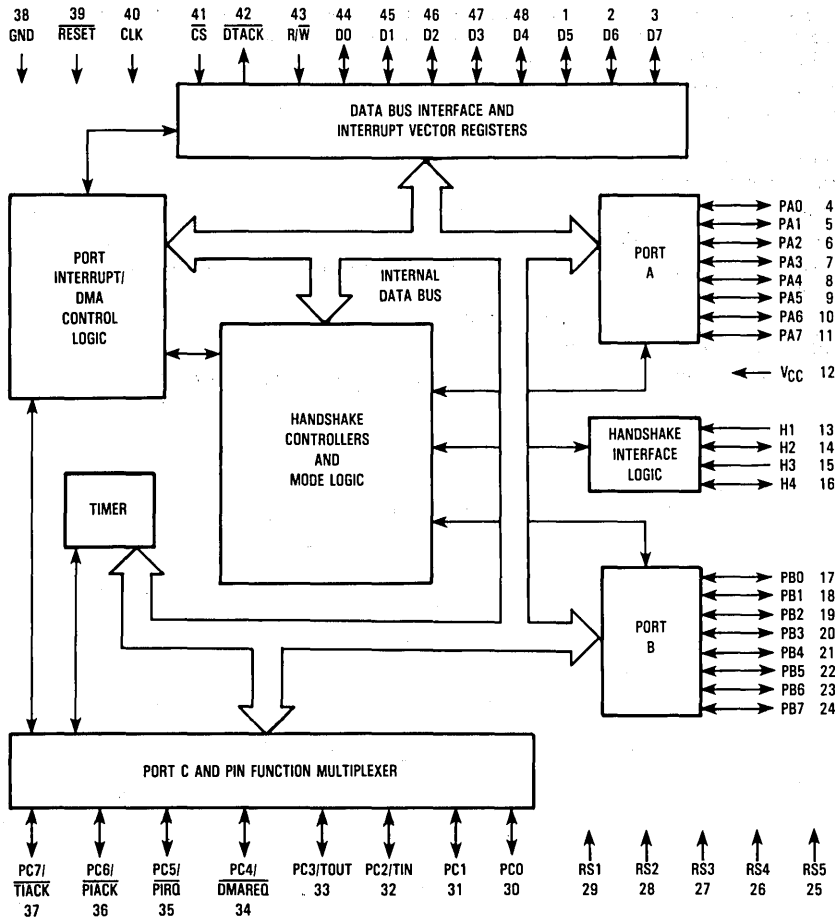 38 39 40 41 42 43 44 45 46 47 48 1 2 3
GND RESET CLK CS DTACK R/W D0 D1 D2 D3 D4 D5 D6 D7
DATA BUS INTERFACE AND
INTERRUPT VECTOR REGISTERS
PORT
INTERRUPT/
DMA
CONTROL
LOGIC
INTERNAL
DATA BUS
PORT
A
PA0 4
PA1 5
PA2 6
PA3 7
PA4 8
PA5 9
PA6 10
PA7 11
VCC 12
HANDSHAKE
CONTROLLERS
AND
MODE LOGIC
HANDSHAKE
INTERFACE
LOGIC
H1 13
H2 14
H3 15
H4 16
TIMER
PORT
B
PB0 17
PB1 18
PB2 19
PB3 20
PB4 21
PB5 22
PB6 23
PB7 24
PORT C AND PIN FUNCTION MULTIPLEXER
PC7/ PC6/ PC5/ PC4/ PC3/TOUT PC2/TIN PC1 PC0 RS1 RS2 RS3 RS4 RS5
TIACK PIACK PIRQ DMAREQ 33 32 31 30 29 28 27 26 25
37 36 35 34